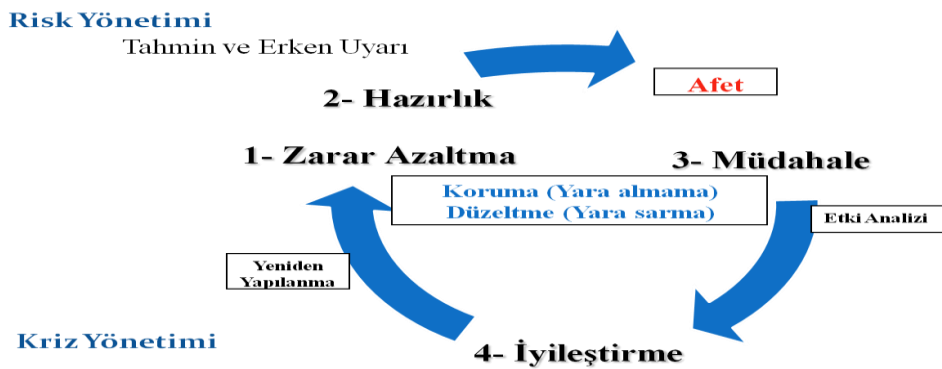 Risk Yönetimi
Tahmin ve Erken Uyarı
2- Hazırlık
Afet
1- Zarar Azaltma
3- Müdahale
Koruma (Yara almama)
Düzeltme (Yara sarma)
Etki Analizi
Yeniden
Yapılanma
Kriz Yönetimi
4- İyileştirme